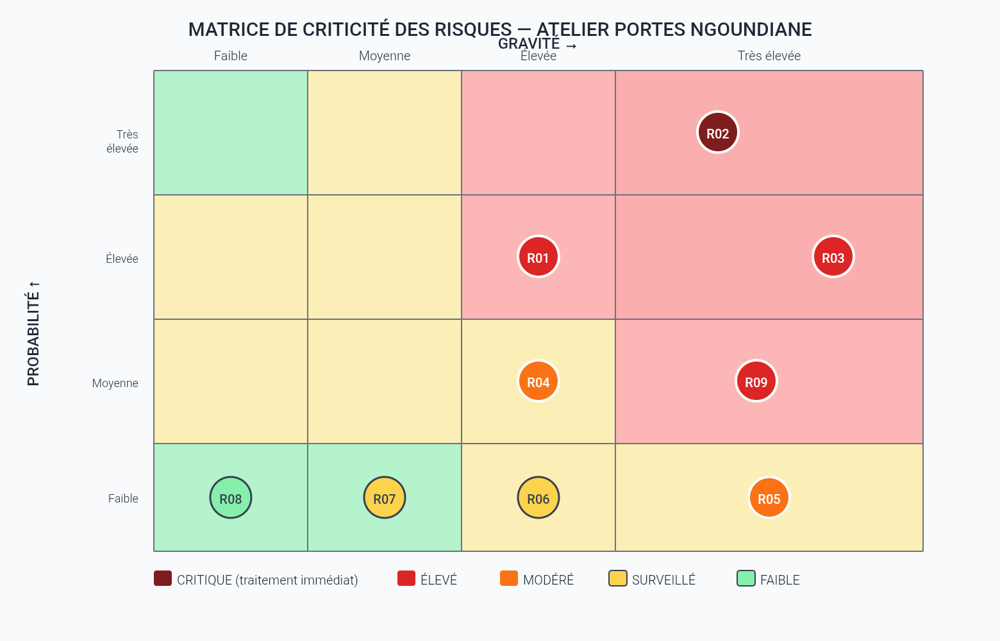 MATRICE DE CRITICITÉ DES RISQUES — ATELIER PORTES NGOUNDIANE
GRAVITÉ →
Faible
Moyenne
Élevée
Très élevée
Très
élevée
R02
Élevée
R01
R03
PROBABILITÉ ↑
Moyenne
R04
R09
Faible
R08
R07
R06
R05
CRITIQUE (traitement immédiat)
ÉLEVÉ
MODÉRÉ
SURVEILLÉ
FAIBLE